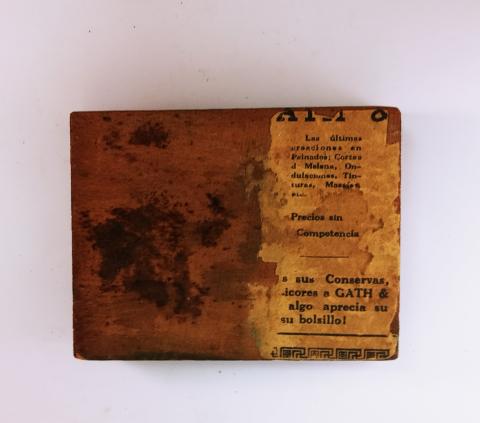 Las últimas
creaciones en
Peinados; Cortes
d Melena, On-
dulaciones, Tin-
turas, Masajes
Precios sin
Competencia
s sus Conservas,
icores a GATH &
algo aprecia su
su bolsillo!